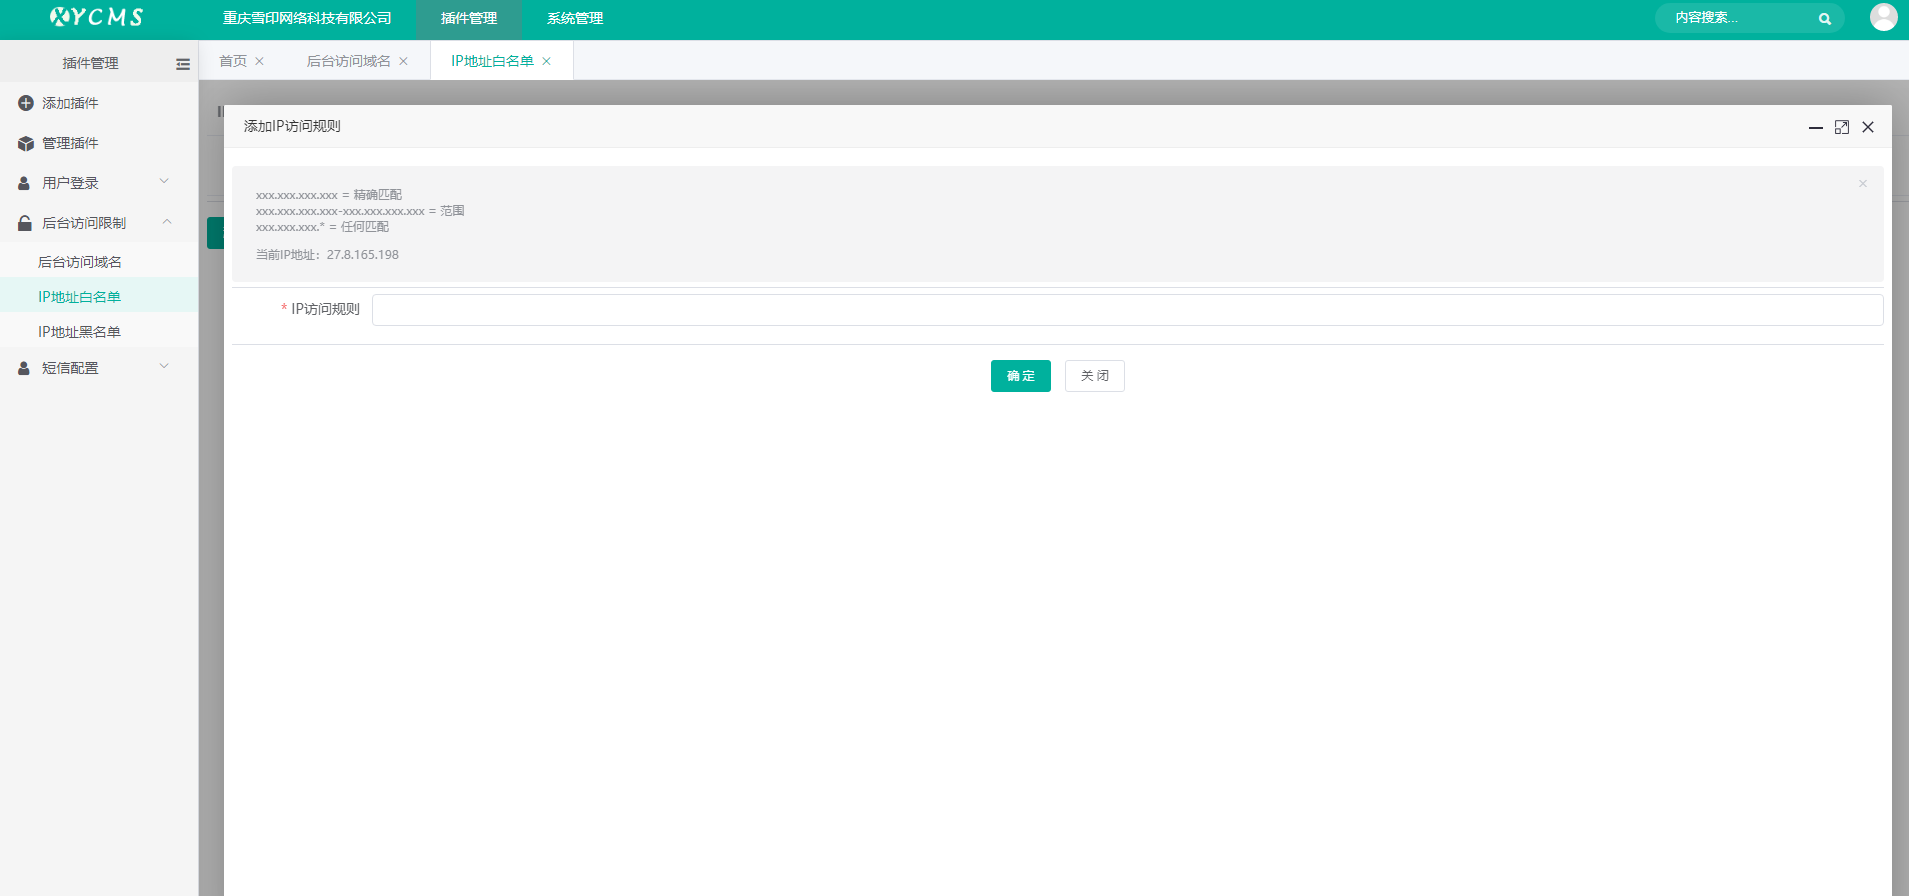 XYCMS
重庆雪印网络科技有限公司
插件管理
系统管理
内容搜索...
插件管理
首页
后台访问域名
IP地址白名单
添加插件
管理插件
用户登录
后台访问限制
后台访问域名
IP地址白名单
IP地址黑名单
短信配置
添加IP访问规则
xxx.xxx.xxx.xxx = 精确匹配
xxx.xxx.xxx.xxx-xxx.xxx.xxx.xxx = 范围
xxx.xxx.xxx.* = 任何匹配
当前IP地址：27.8.165.198
* IP访问规则
确 定
关 闭